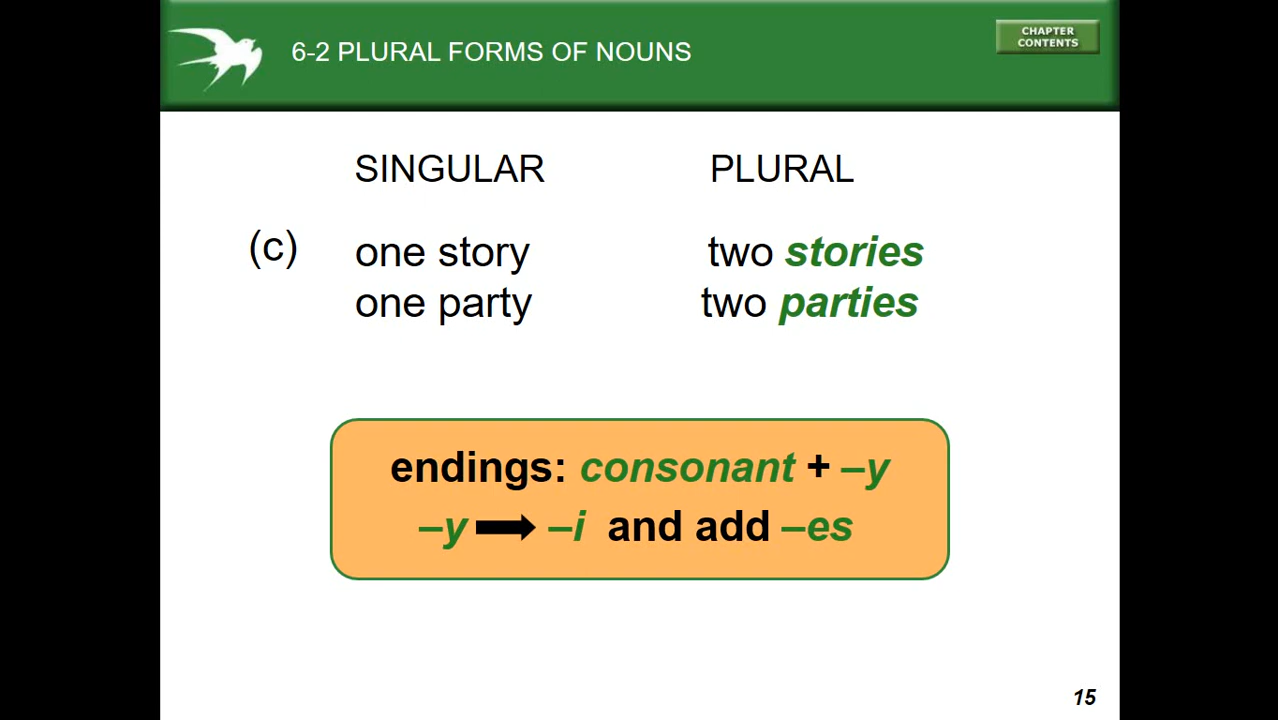 6-2 PLURAL FORMS OF NOUNS
CHAPTER
CONTENTS
SINGULAR PLURAL
(c) one story two stories
one party two parties
endings: consonant + –y
–y ➡ –i and add –es
15